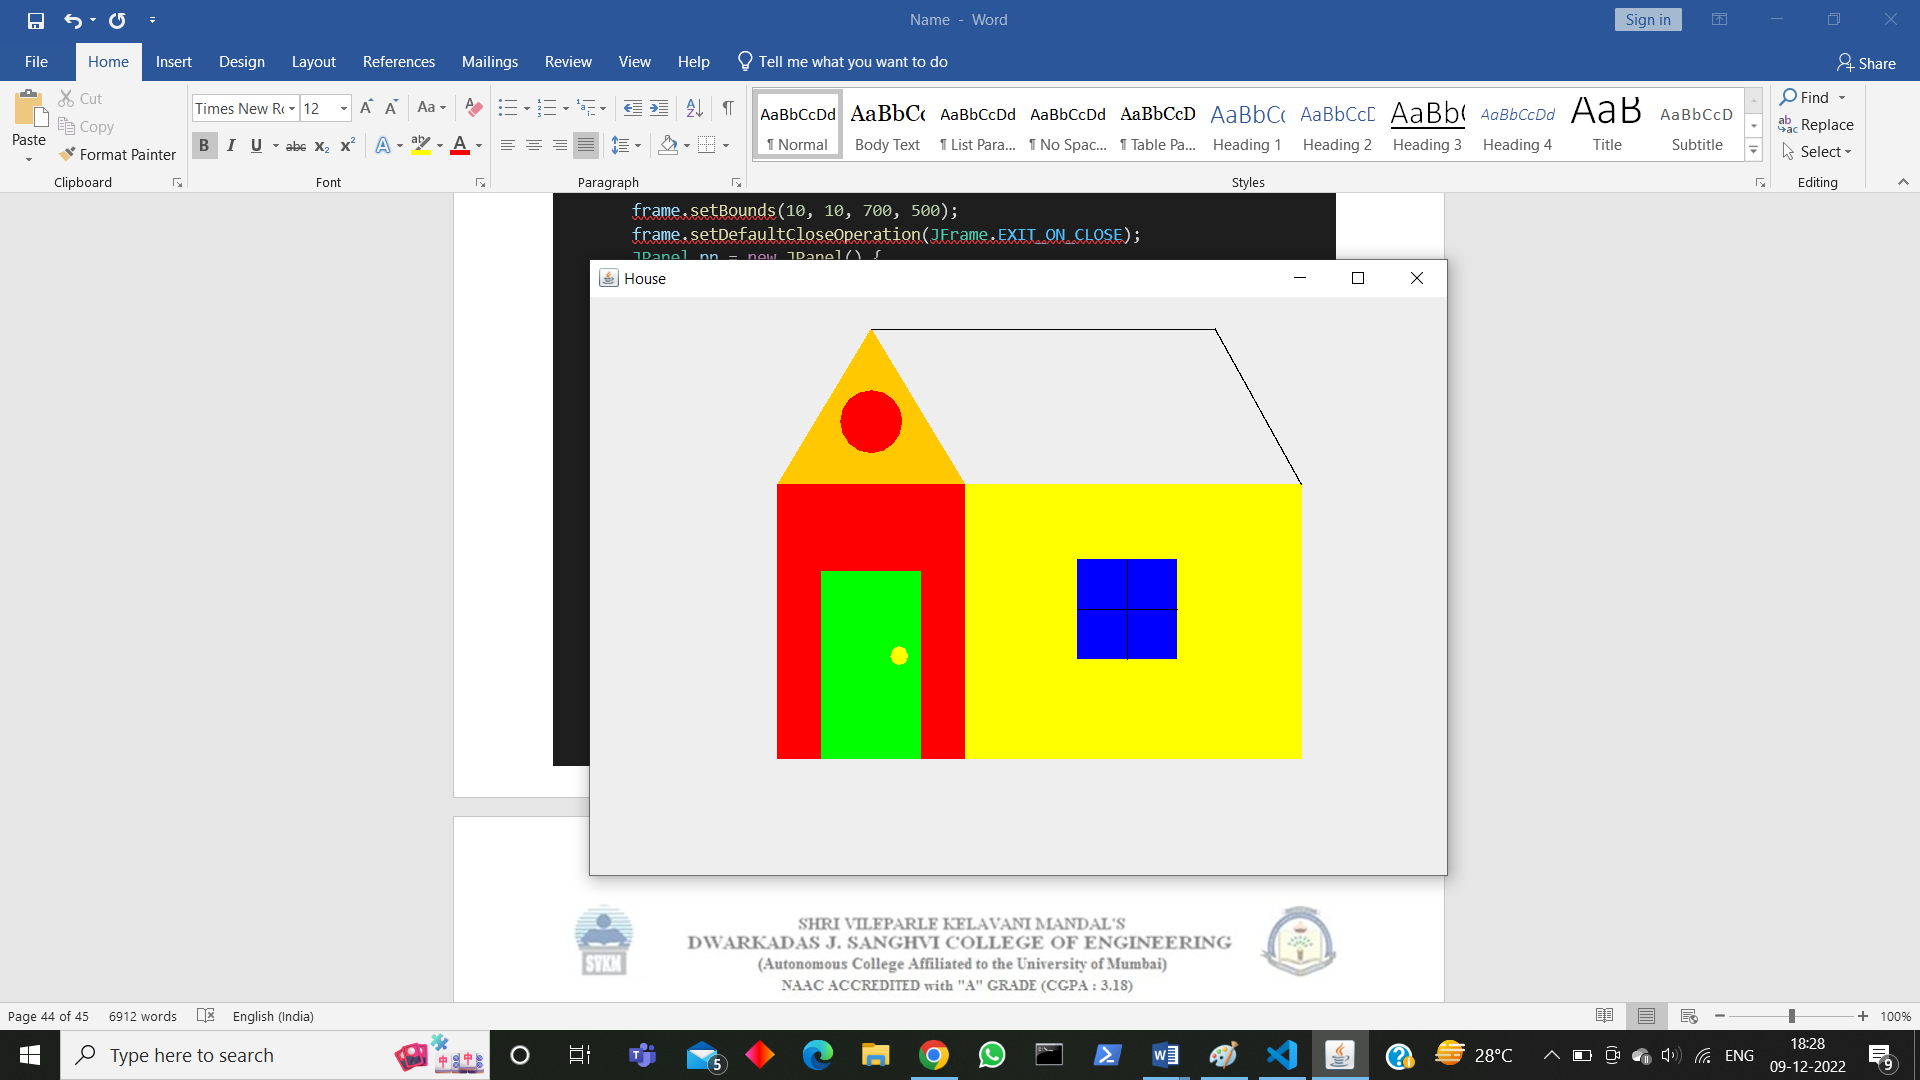 Name - Word
Sign in
File Home Insert Design Layout References Mailings Review View Help Tell me what you want to do
Share
Paste
Cut
Copy
Format Painter
Clipboard
Times New Ro 12
Aa
B I U abc x₂ x²
Font
Paragraph
AaBbCcDd AaBbCc AaBbCcDd AaBbCcDd AaBbCcD AaBbCc AaBbCcD AaBbC AaBbCcDd AaB AaBbCcD
¶ Normal Body Text ¶ List Para... ¶ No Spac... ¶ Table Pa... Heading 1 Heading 2 Heading 3 Heading 4 Title Subtitle
Styles
Find
Replace
Select
Editing
frame.setBounds(10, 10, 700, 500);
frame.setDefaultCloseOperation(JFrame.EXIT_ON_CLOSE);
JPanel pn = new JPanel() {
House
SVKM
SHRI VILEPARLE KELAVANI MANDAL'S
DWARKADAS J. SANGHVI COLLEGE OF ENGINEERING
(Autonomous College Affiliated to the University of Mumbai)
NAAC ACCREDITED with "A" GRADE (CGPA : 3.18)
Page 44 of 45 6912 words English (India)
100%
Type here to search
5
28°C
ENG
18:28
09-12-2022
9